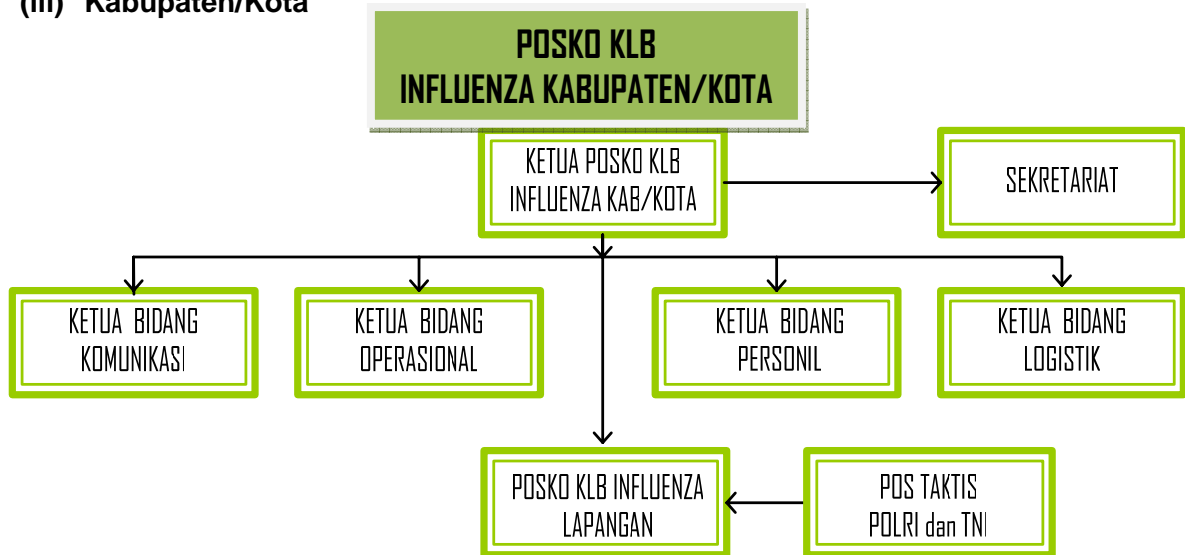 (iii) Kabupaten/Kota
POSKO KLB
INFLUENZA KABUPATEN/KOTA
KETUA POSKO KLB
INFLUENZA KAB/KOTA
SEKRETARIAT
KETUA BIDANG
KOMUNIKASI
KETUA BIDANG
OPERASIONAL
KETUA BIDANG
PERSONIL
KETUA BIDANG
LOGISTIK
POSKO KLB INFLUENZA
LAPANGAN
POS TAKTIS
POLRI dan TNI